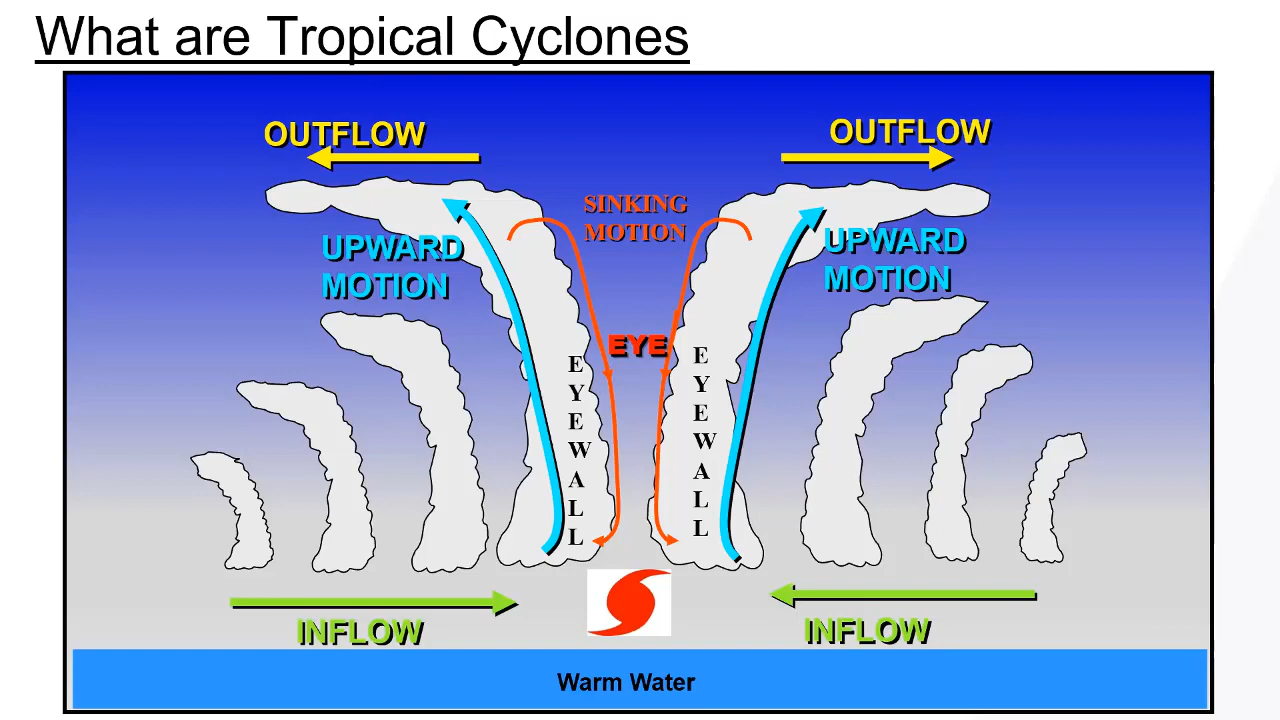 What are Tropical Cyclones
OUTFLOW
OUTFLOW
SINKING
MOTION
UPWARD
MOTION
UPWARD
MOTION
EYE
EYEWALL
EYEWALL
INFLOW
INFLOW
Warm Water